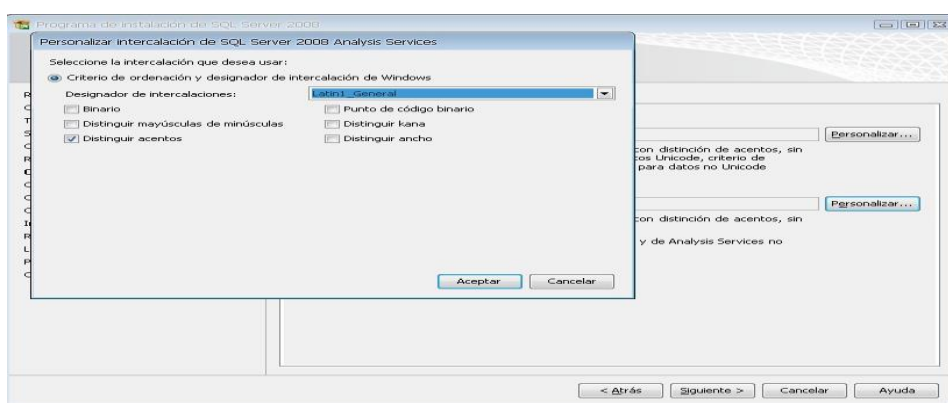 Programa de instalación de SQL Server 2008
Personalizar intercalación de SQL Server 2008 Analysis Services
Seleccione la intercalación que desea usar:
Criterio de ordenación y designador de intercalación de Windows
Designador de intercalaciones: Latin1_General
Binario Punto de código binario
Distinguir mayúsculas de minúsculas Distinguir kana
Distinguir acentos Distinguir ancho
Personalizar...
con distinción de acentos, sin
tos Unicode, criterio de
para datos no Unicode
Personalizar...
con distinción de acentos, sin
y de Analysis Services no
Aceptar Cancelar
< Atrás Siguiente > Cancelar Ayuda